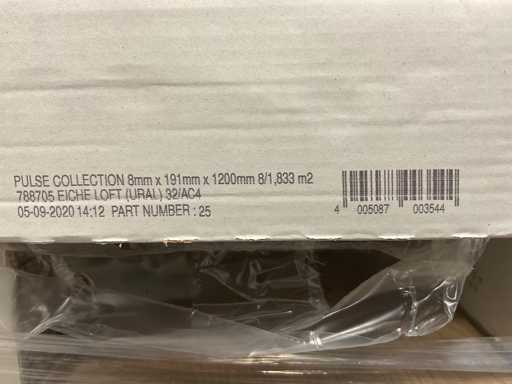 PULSE COLLECTION 8mm x 191mm x 1200mm 8/1,833 m2
788705 EICHE LOFT (URAL) 32/AC4
05-09-2020 14:12 PART NUMBER : 25
4 005087 003544